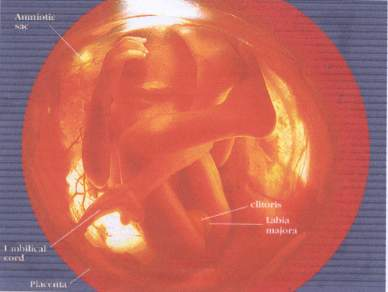 Amniotic
sac
clitoris
Labia
majora
Umbilical
cord
Placenta